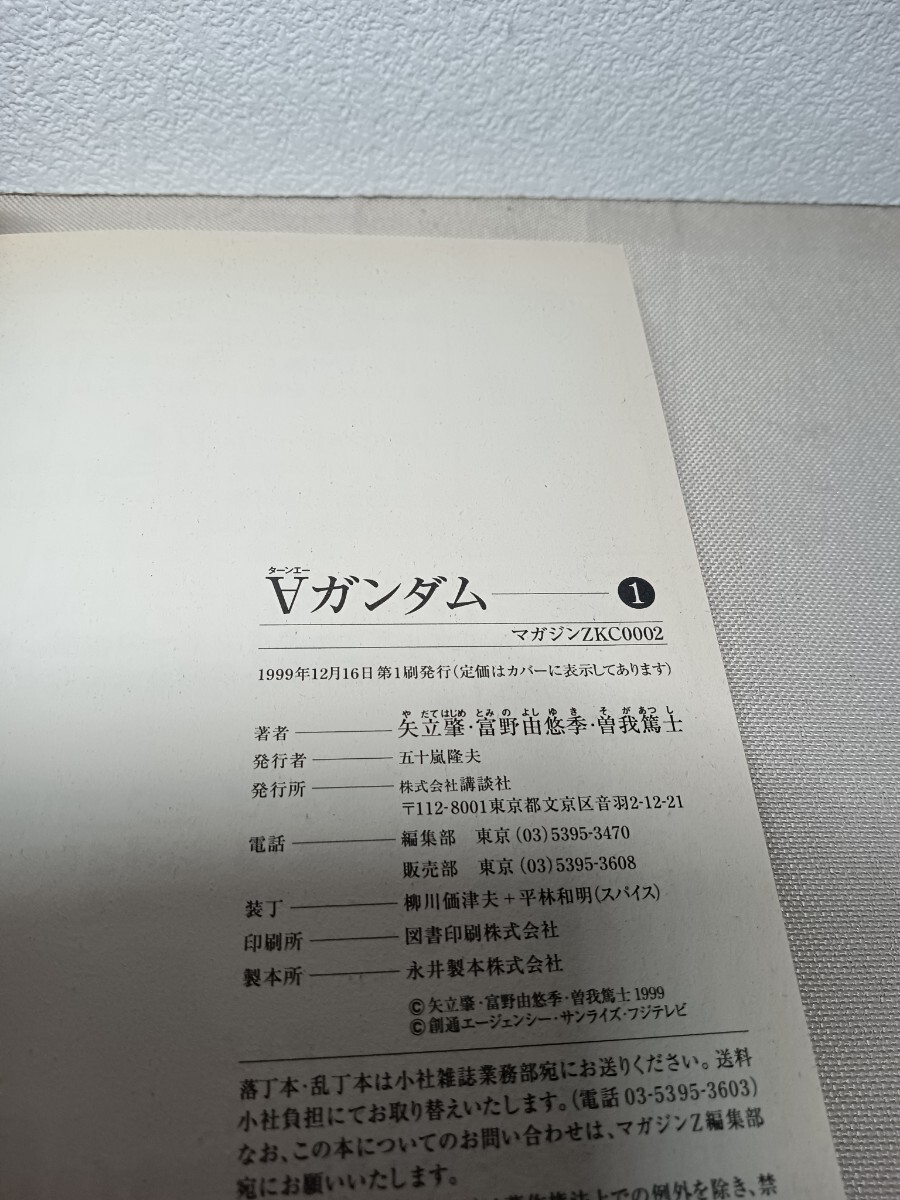 ターンエー
∀ガンダム ❶
マガジンZKC0002
1999年12月16日 第1刷発行(定価はカバーに表示してあります)
や だてはじめ とみ の よし ゆ き そ が あつ し
著者 矢立肇・富野由悠季・曽我篤士
発行者 五十嵐隆夫
発行所 株式会社講談社
〒112-8001東京都文京区音羽2-12-21
電話 編集部 東京(03)5395-3470
販売部 東京(03)5395-3608
装丁 柳川価津夫+平林和明(スパイス)
印刷所 図書印刷株式会社
製本所 永井製本株式会社
©矢立肇・富野由悠季・曽我篤士 1999
©創通エージェンシー・サンライズ・フジテレビ
落丁本・乱丁本は小社雑誌業務部宛にお送りください。送料
小社負担にてお取り替えいたします。(電話 03-5395-3603)
なお、この本についてのお問い合わせは、マガジンZ編集部
宛にお願いいたします。
著作権法上での例外を除き、禁